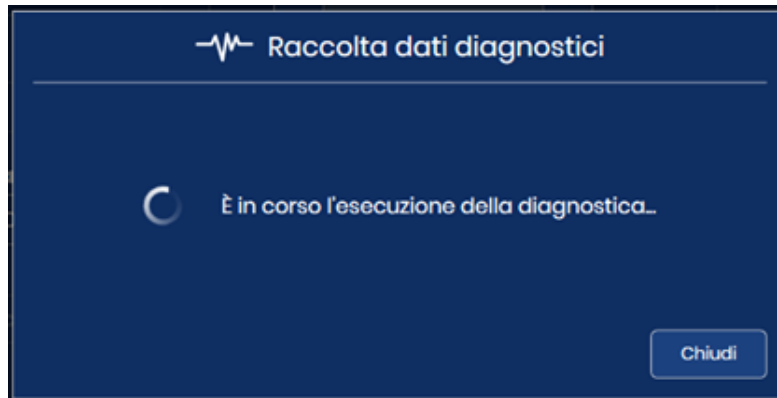 Raccolta dati diagnostici
È in corso l'esecuzione della diagnostica...
Chiudi